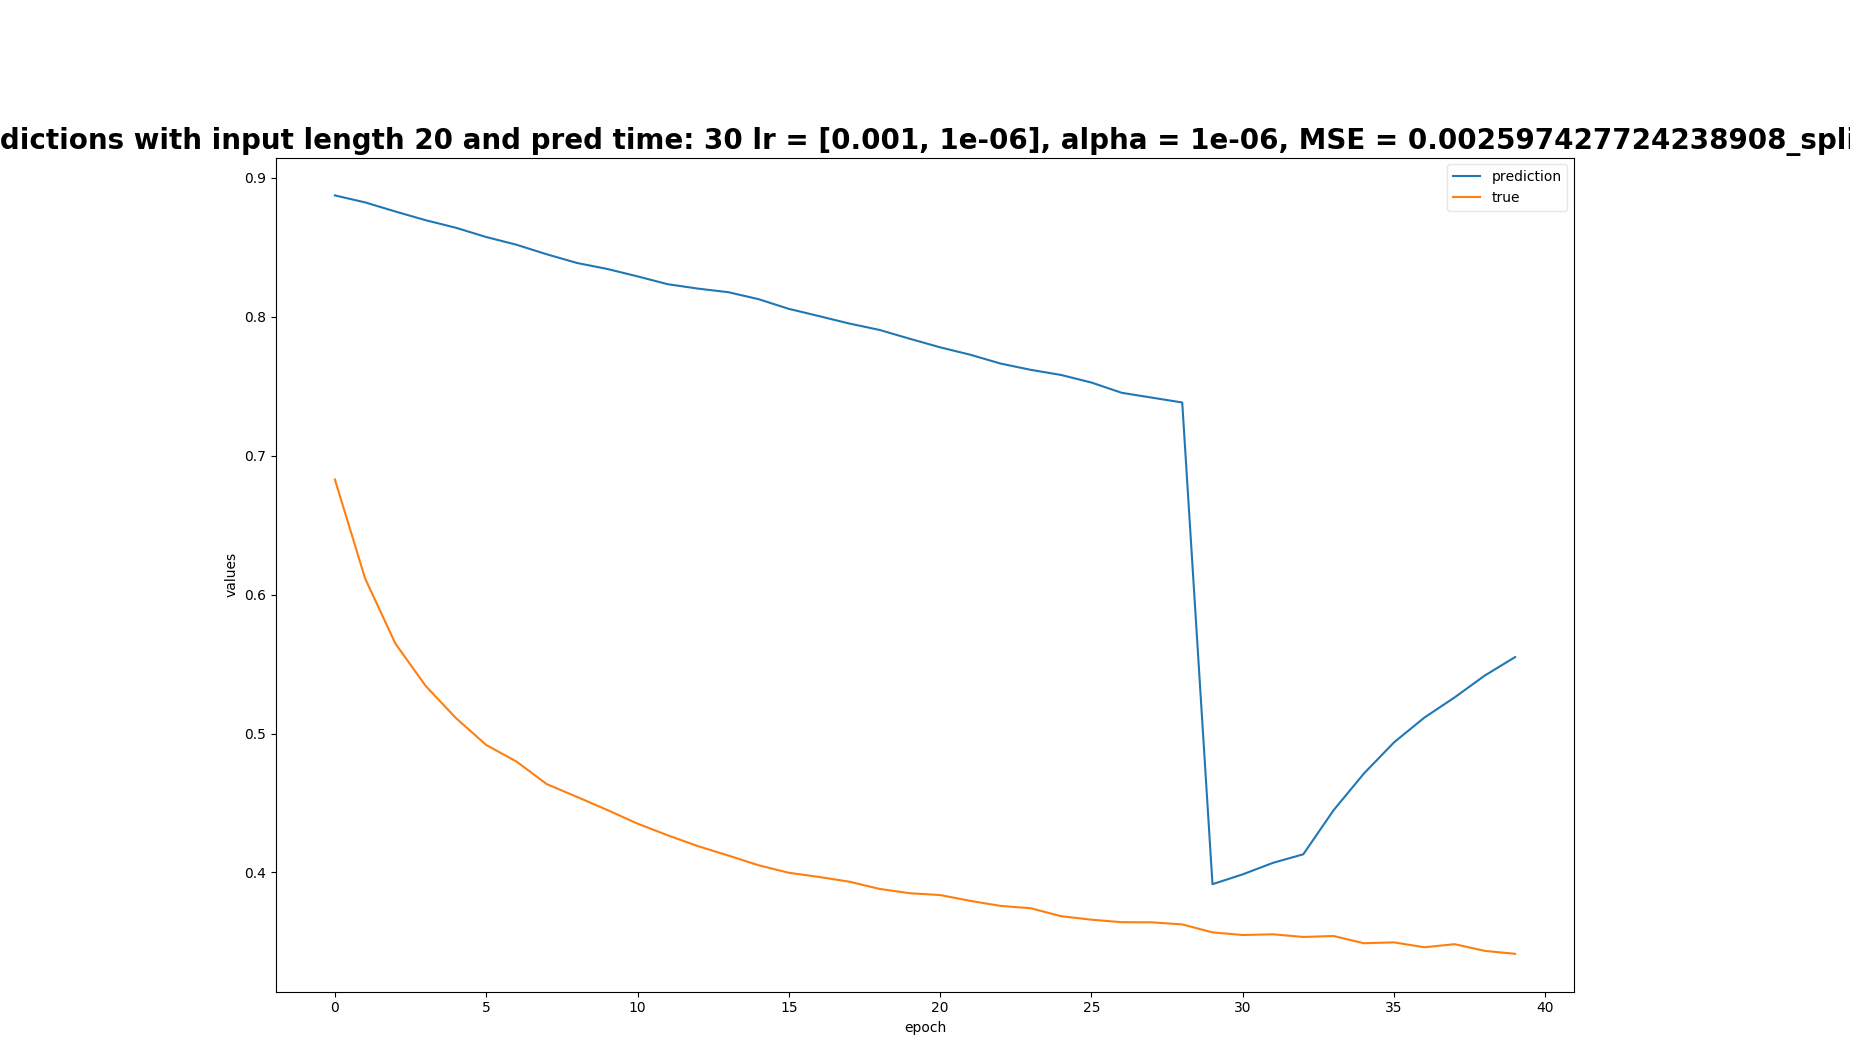 dictions with input length 20 and pred time: 30 lr = [0.001, 1e-06], alpha = 1e-06, MSE = 0.002597427724238908_spli
prediction
true
0.9
0.8
0.7
0.6
0.5
0.4
values
0 5 10 15 20 25 30 35 40
epoch